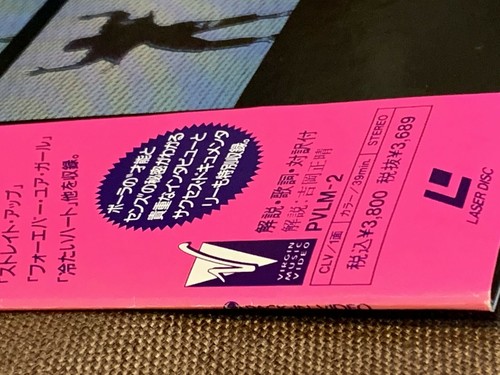 「ストレイト・アップ」
「フォーエバー・ユア・ガール」
「冷たいハート」他を収録。
ポーラの才能と
センスの秘密がわかる
貴重なインタビューと
サクセスドキュメンタ
リーも特別収録。
解説・歌詞・対訳付
解説:吉岡正晴
PVLM-2
CLV 1面 カラー/39min. STEREO
税込¥3,800 税抜¥3,689
VIRGIN
MUSIC
VIDEO
LASER DISC